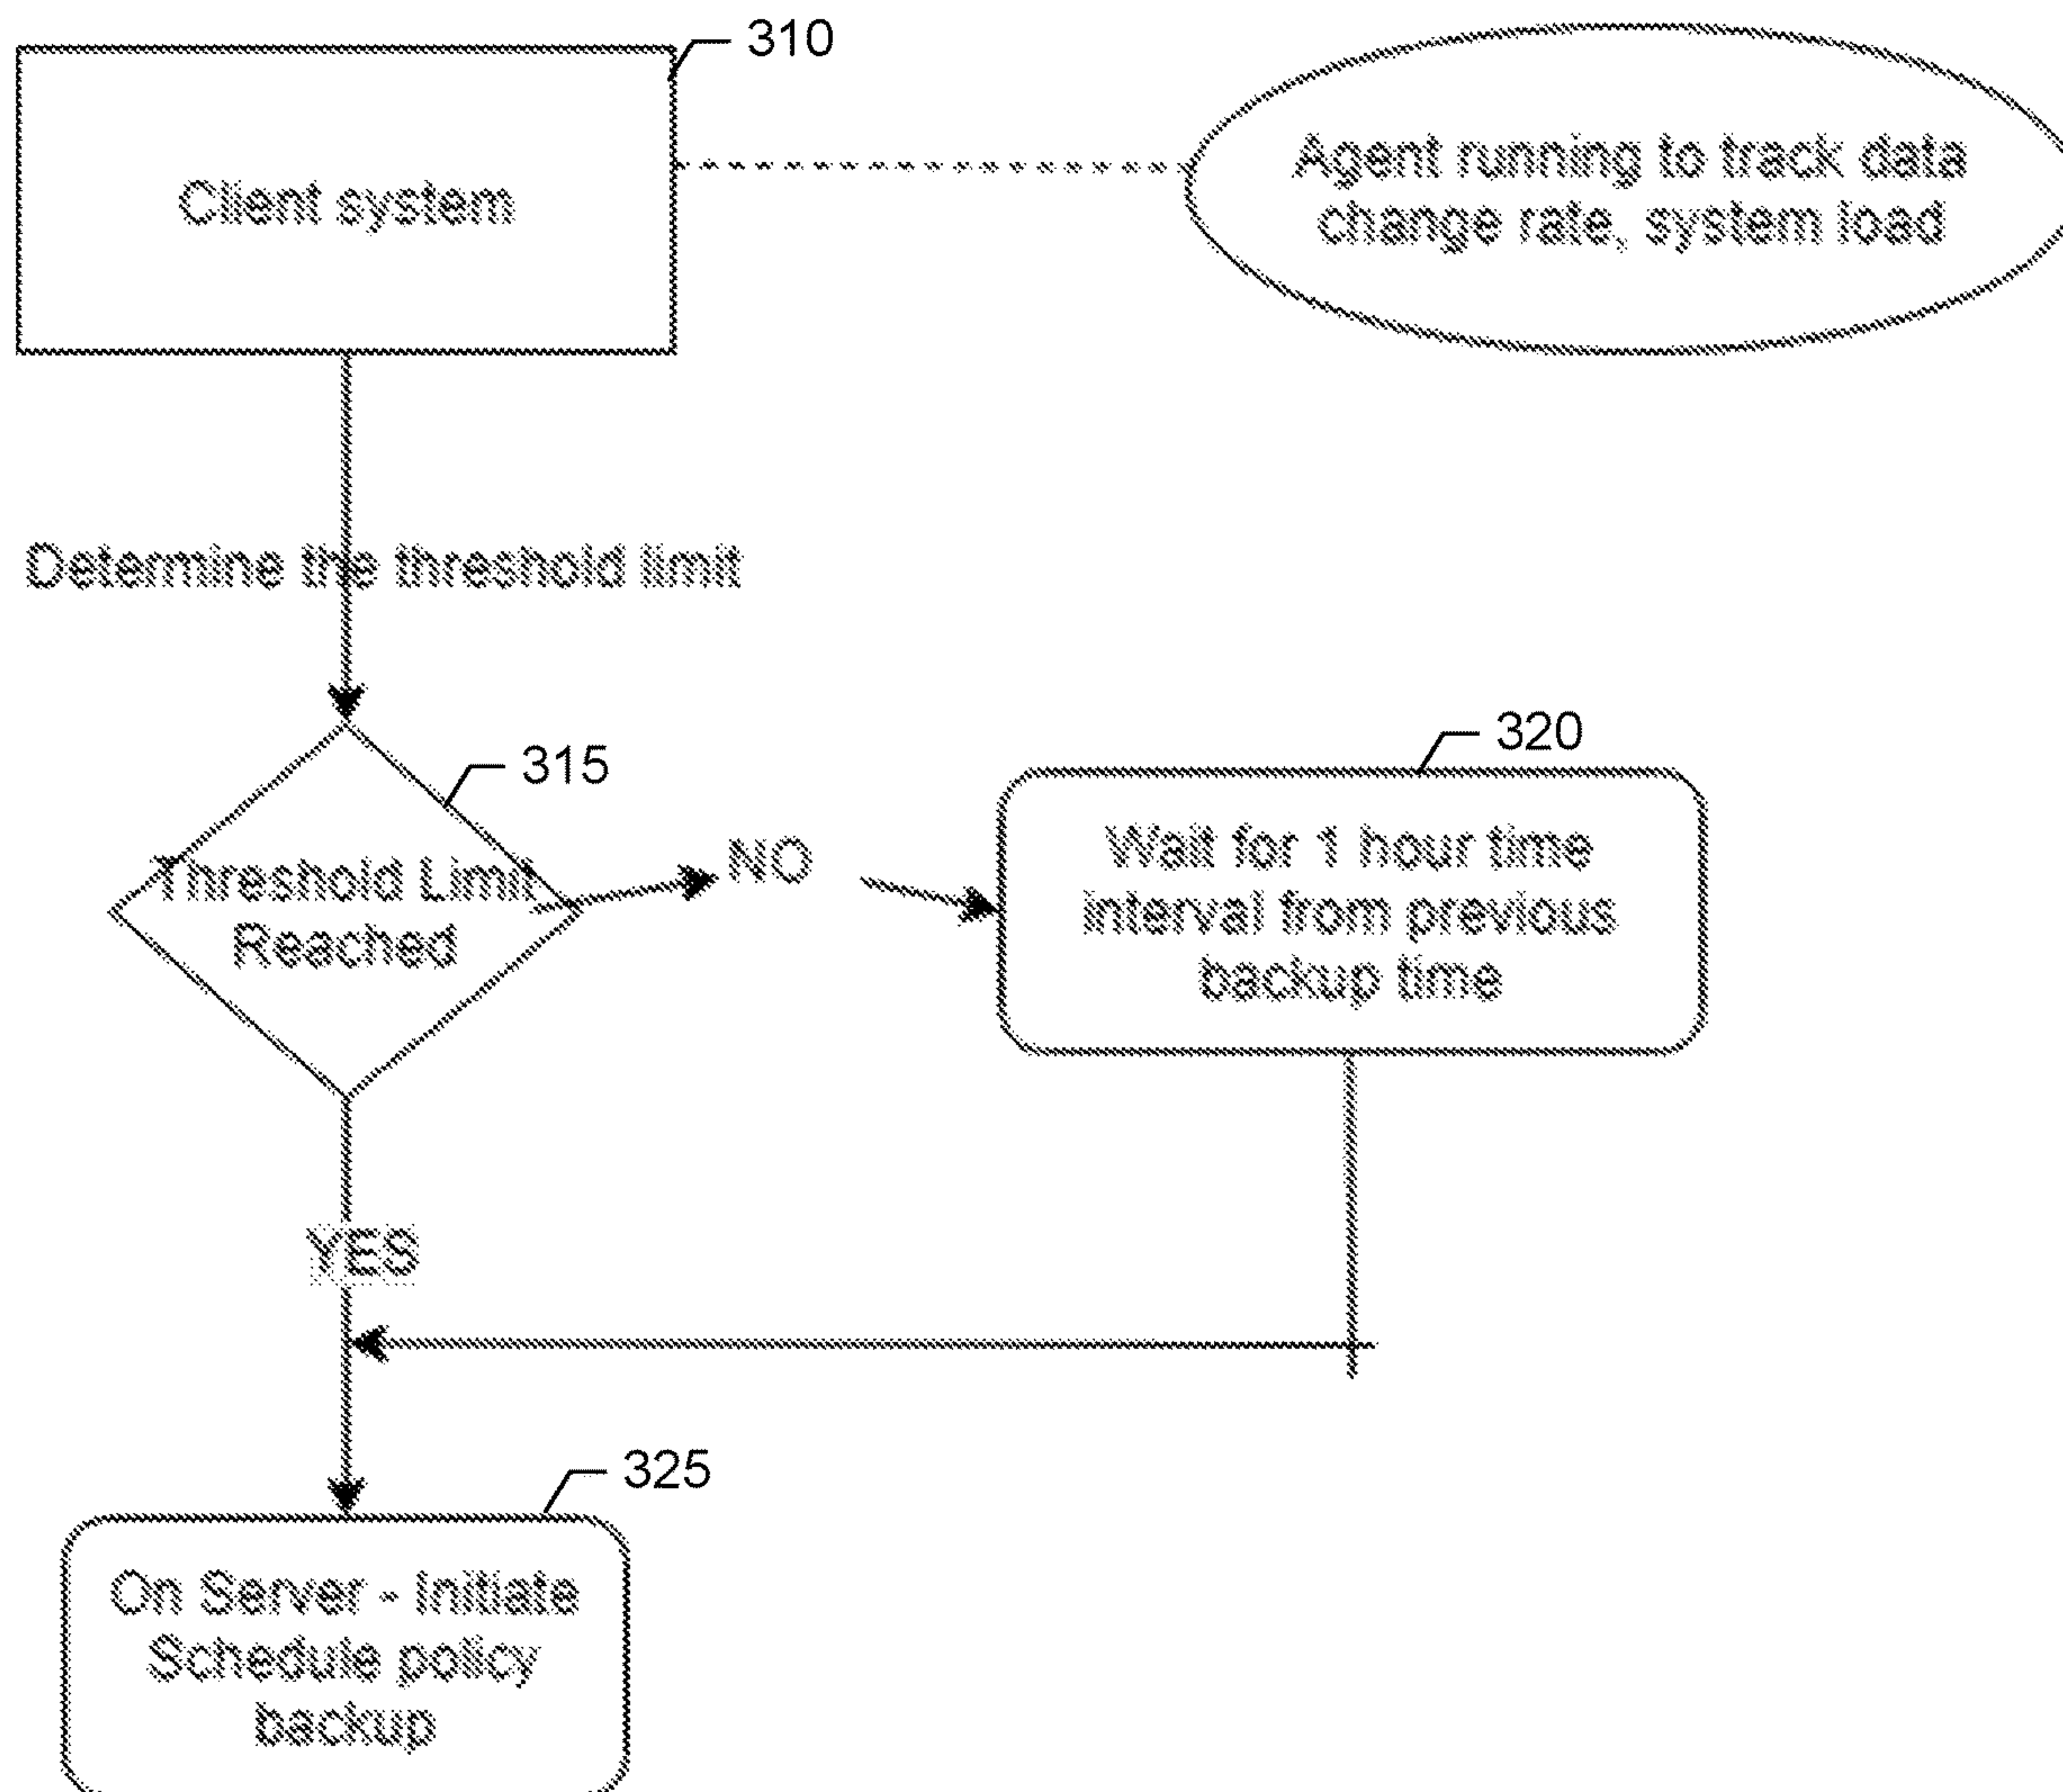 310
Client system
Agent running to track data
change rate, system load
Determine the threshold limit
315
Threshold Limit
Reached
NO
320
Wait for 1 hour time
interval from previous
backup time
YES
325
On Server - Initiate
Schedule policy
backup